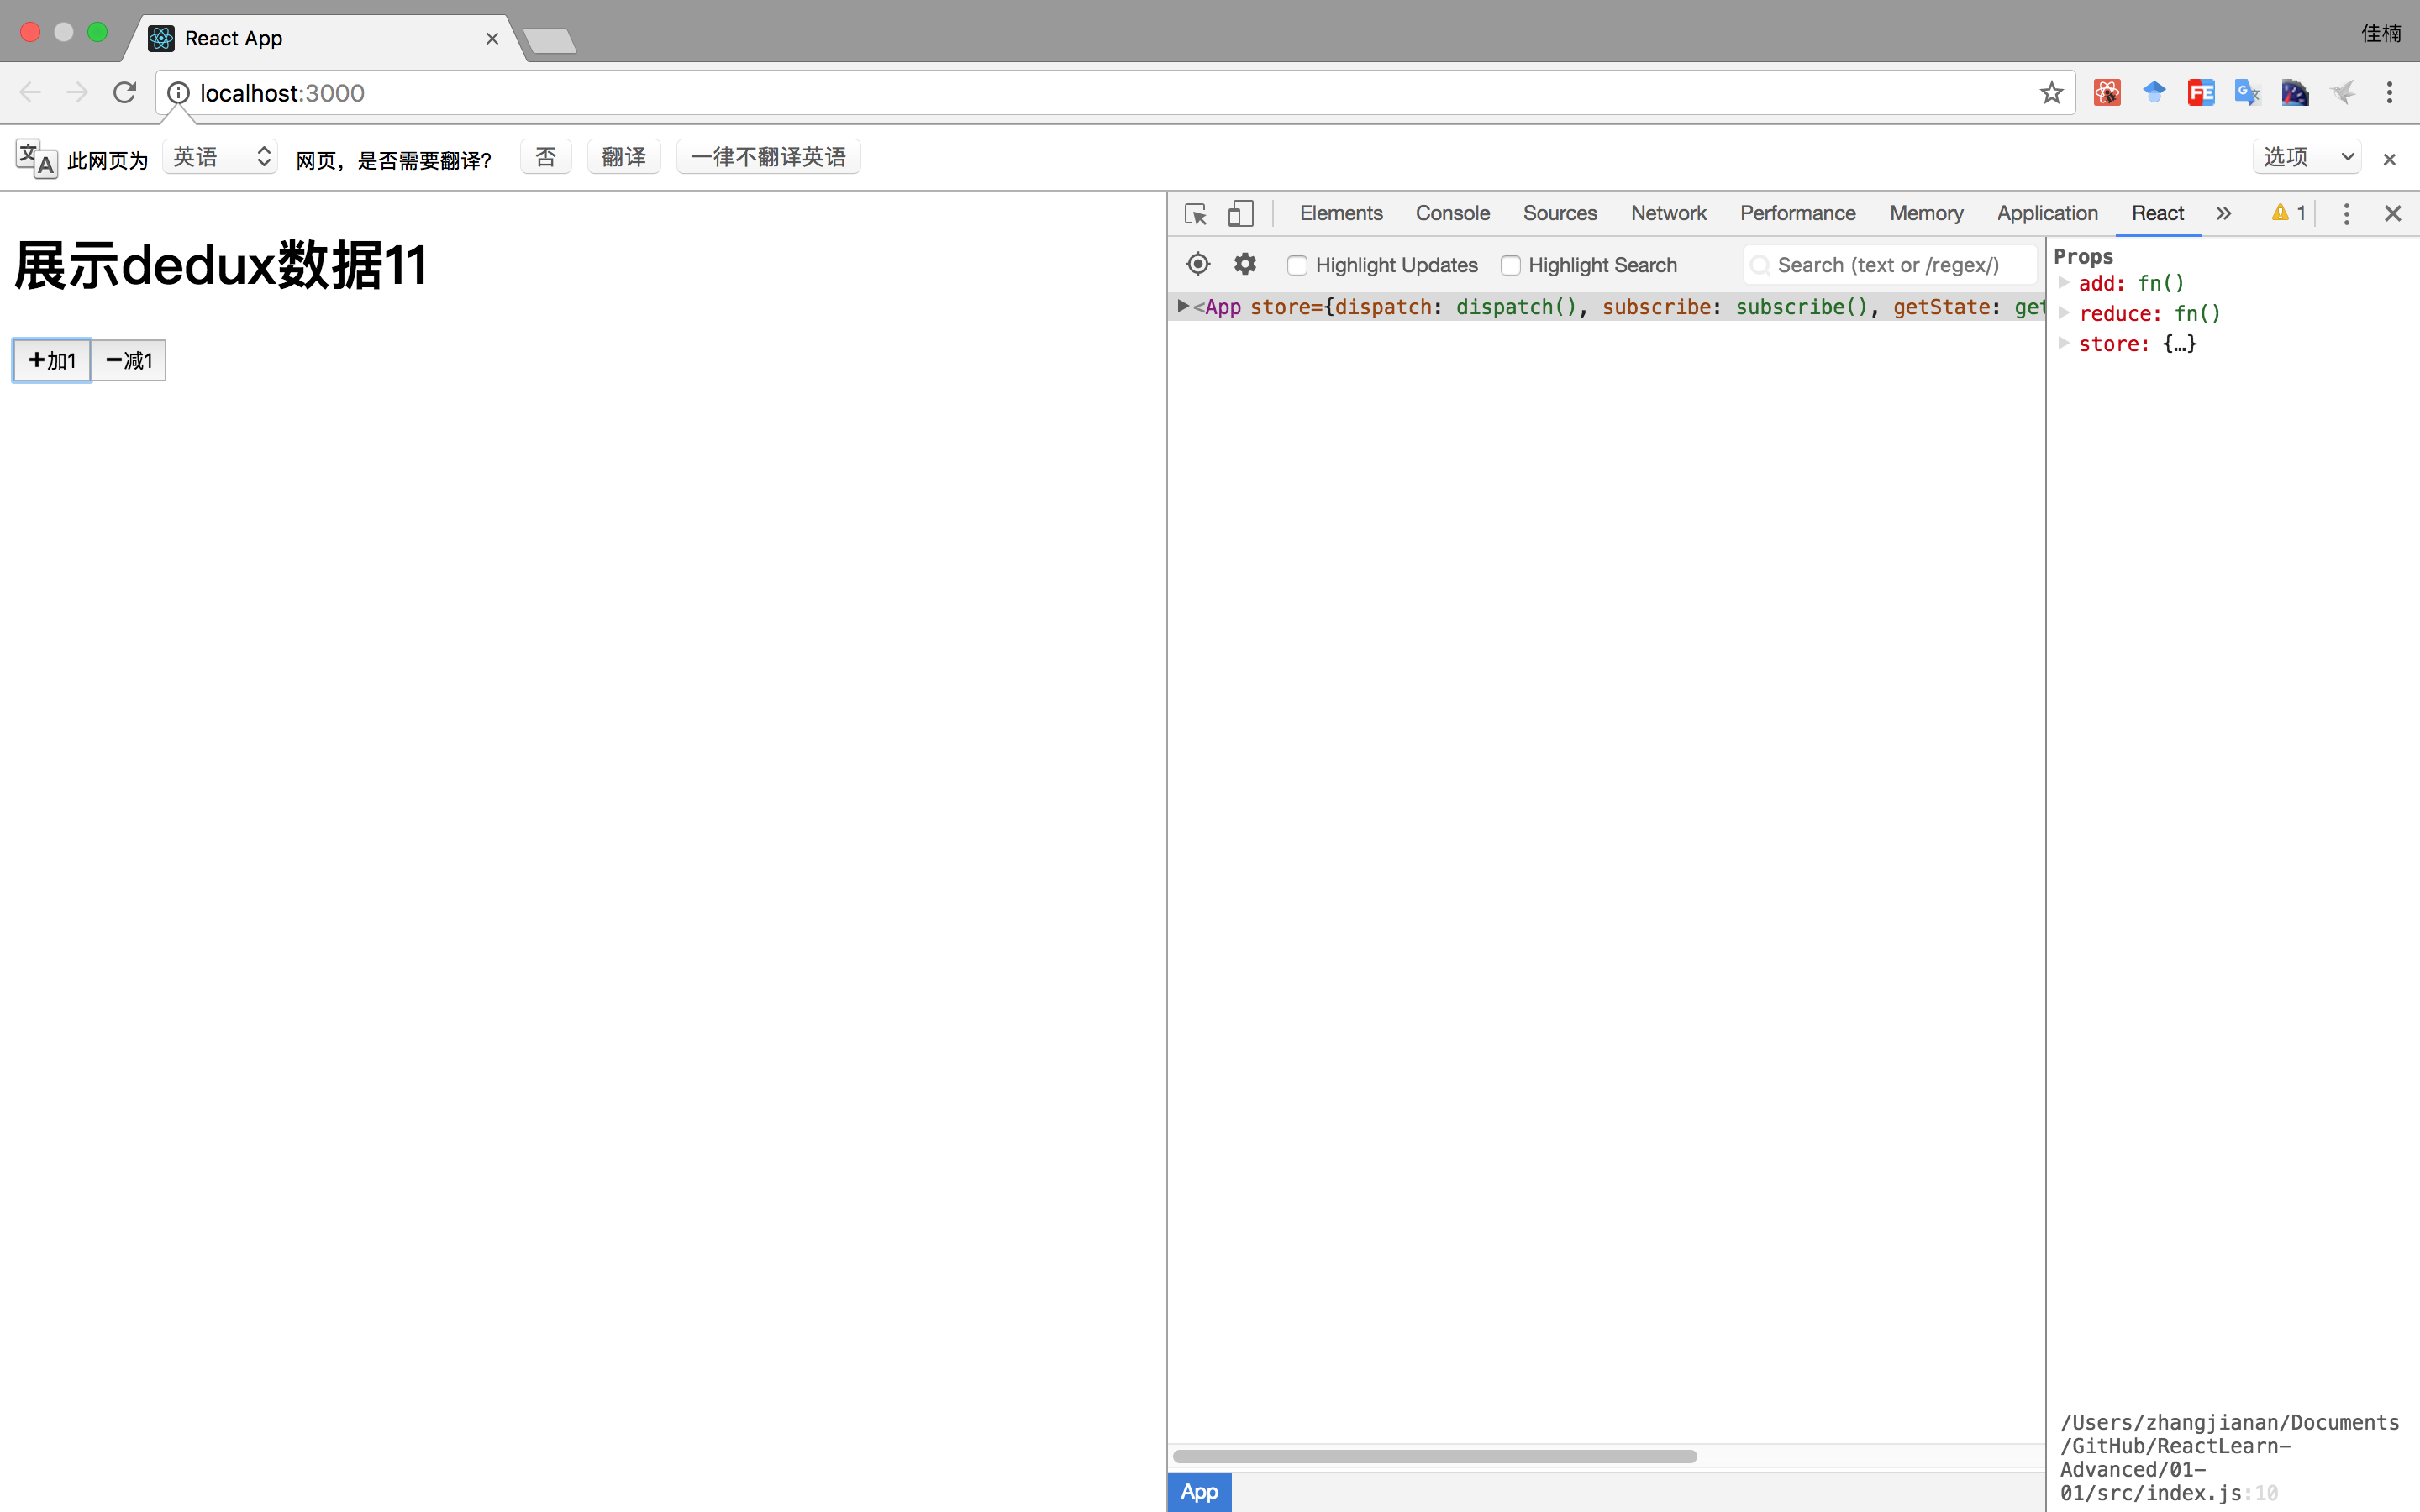 React App
佳楠
localhost:3000
此网页为 英语 网页，是否需要翻译? 否 翻译 一律不翻译英语 选项
展示dedux数据11
+加1 −减1
Elements Console Sources Network Performance Memory Application React 1
Highlight Updates Highlight Search Search (text or /regex/)
<App store={dispatch: dispatch(), subscribe: subscribe(), getState: get
Props
add: fn()
reduce: fn()
store: {…}
/Users/zhangjianan/Documents
/GitHub/ReactLearn-
Advanced/01-
01/src/index.js:10
App